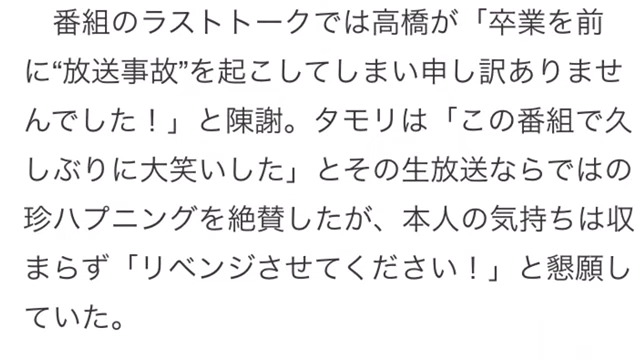 番組のラストトークでは高橋が「卒業を前
に“放送事故”を起こしてしまい申し訳ありませ
んでした！」と陳謝。タモリは「この番組で久
しぶりに大笑いした」とその生放送ならではの
珍ハプニングを絶賛したが、本人の気持ちは収
まらず「リベンジさせてください！」と懇願し
ていた。